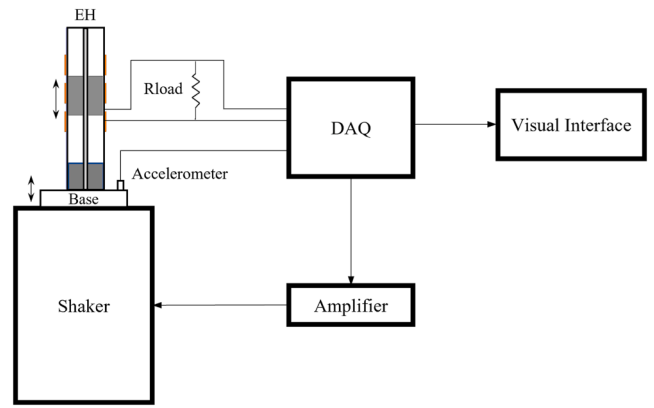 EH
Rload
DAQ
Visual Interface
Accelerometer
Base
Shaker
Amplifier